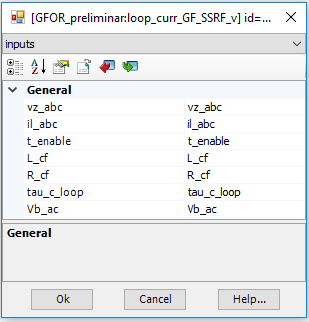 [GFOR_preliminar:loop_curr_GF_SSRF_v] id=...
inputs
General
vz_abc vz_abc
il_abc il_abc
t_enable t_enable
L_cf L_cf
R_cf R_cf
tau_c_loop tau_c_loop
Vb_ac Vb_ac
General
Ok Cancel Help...